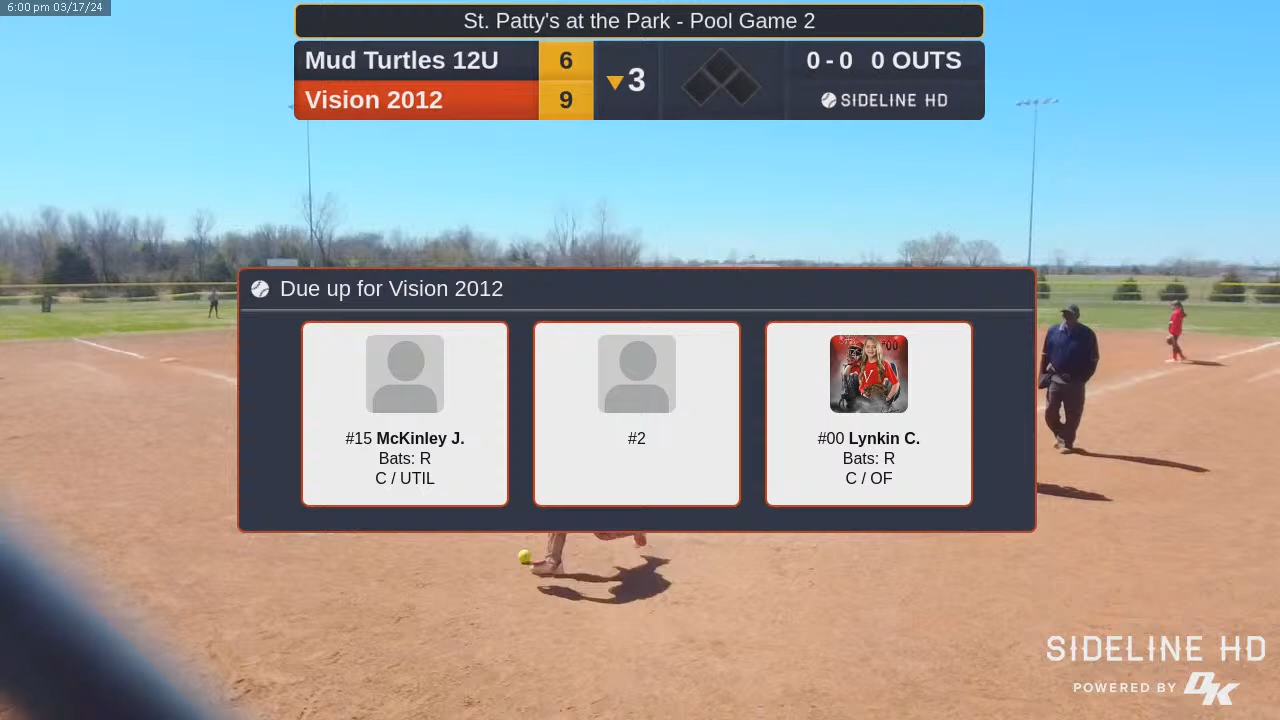 6:00 pm 03/17/24
St. Patty's at the Park - Pool Game 2
Mud Turtles 12U 6
Vision 2012 9
3
0 - 0 0 OUTS
SIDELINE HD
Due up for Vision 2012
#15 McKinley J.
Bats: R
C / UTIL
#2
#00 Lynkin C.
Bats: R
C / OF
SIDELINE HD
POWERED BY DK